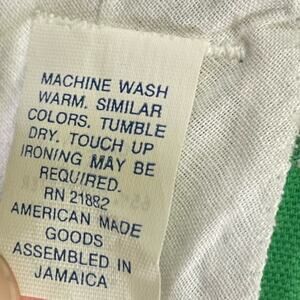 MACHINE WASH
WARM. SIMILAR
COLORS. TUMBLE
DRY. TOUCH UP
IRONING MAY BE
REQUIRED.
RN 21882
AMERICAN MADE
GOODS
ASSEMBLED IN
JAMAICA